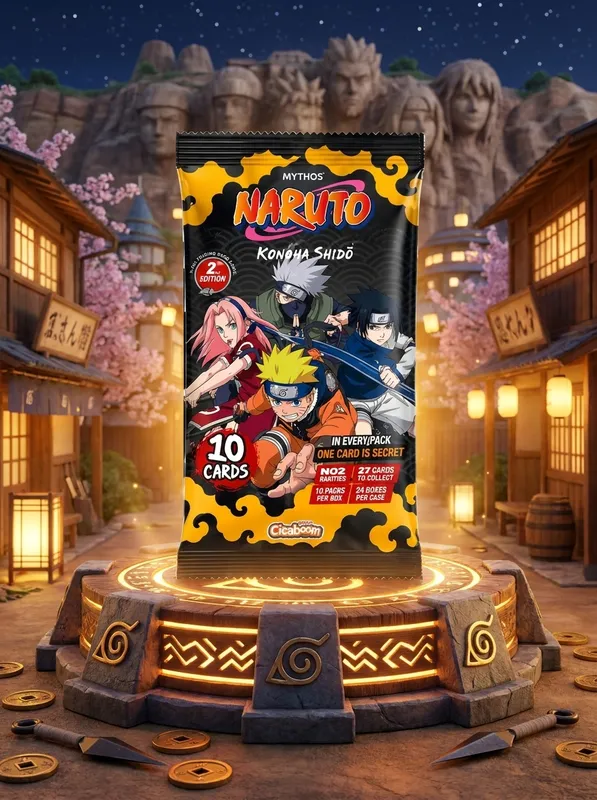 MYTHOS
NARUTO
KONOHA SHIDŌ
2nd
EDITION
10
CARDS
IN EVERY PACK
ONE CARD IS SECRET
NO2
RARITIES
27 CARDS
TO COLLECT
10 PACKS
PER BOX
24 BOXES
PER CASE
Cicaboom